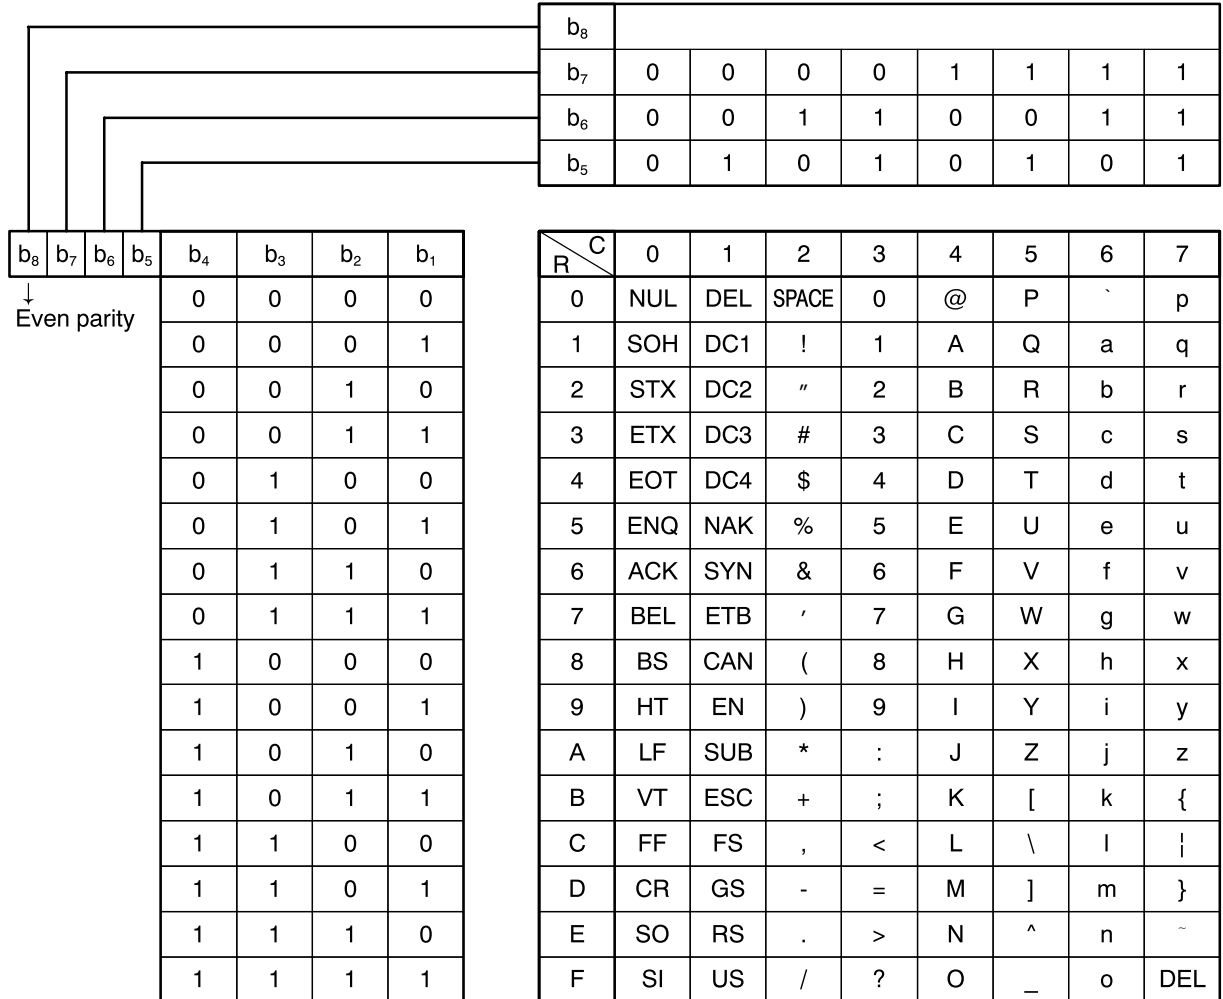 b₈
b₇ 0 0 0 0 1 1 1 1
b₆ 0 0 1 1 0 0 1 1
b₅ 0 1 0 1 0 1 0 1
b₈ b₇ b₆ b₅ b₄ b₃ b₂ b₁ R C 0 1 2 3 4 5 6 7
↓
Even parity
0 0 0 0 0 NUL DEL SPACE 0 @ P ` p
0 0 0 1 1 SOH DC1 ! 1 A Q a q
0 0 1 0 2 STX DC2 " 2 B R b r
0 0 1 1 3 ETX DC3 # 3 C S c s
0 1 0 0 4 EOT DC4 $ 4 D T d t
0 1 0 1 5 ENQ NAK % 5 E U e u
0 1 1 0 6 ACK SYN & 6 F V f v
0 1 1 1 7 BEL ETB ' 7 G W g w
1 0 0 0 8 BS CAN ( 8 H X h x
1 0 0 1 9 HT EN ) 9 I Y i y
1 0 1 0 A LF SUB * : J Z j z
1 0 1 1 B VT ESC + ; K [ k {
1 1 0 0 C FF FS , < L \ l ¦
1 1 0 1 D CR GS - = M ] m }
1 1 1 0 E SO RS . > N ^ n ~
1 1 1 1 F SI US / ? O _ o DEL